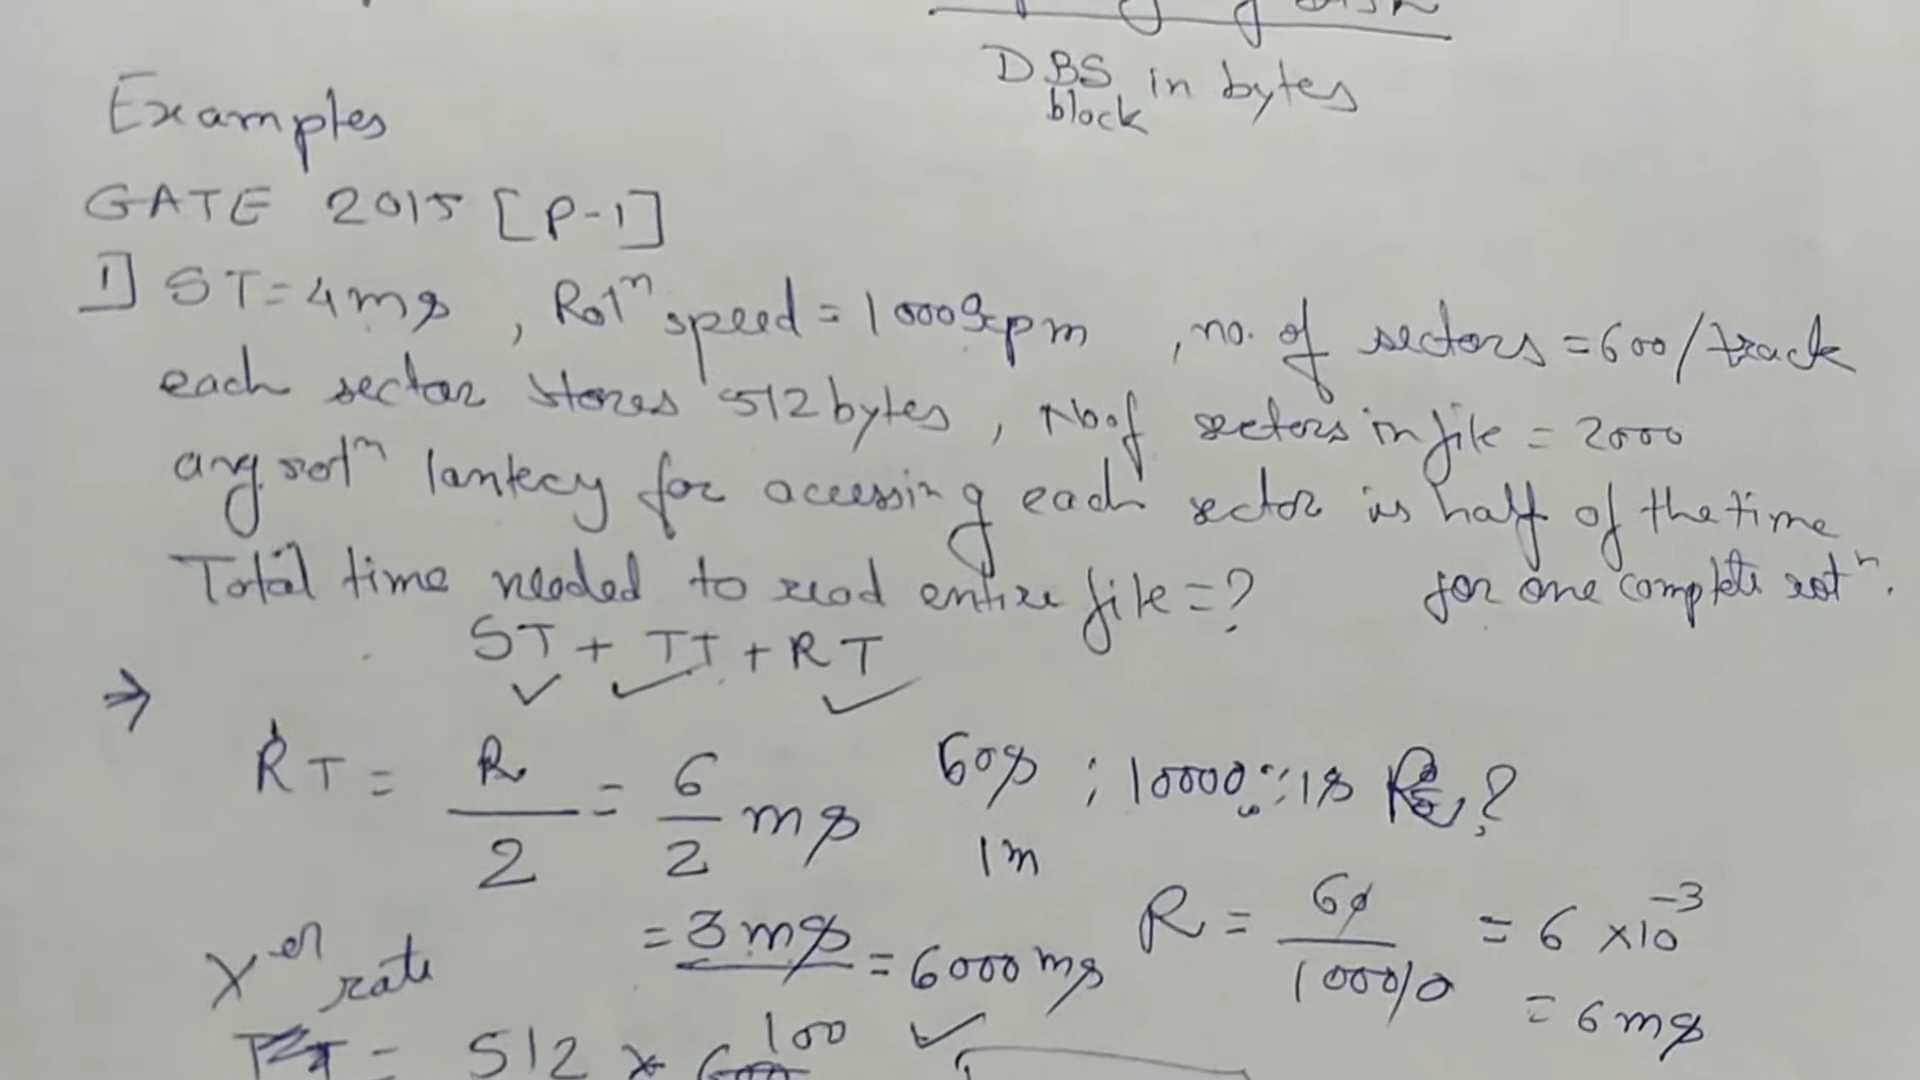 DBS in bytes
block
Examples
GATE 2015 [P-1]
1] ST=4ms, Rotⁿ speed = 10000rpm, no. of sectors = 600/track
each sector stores 512 bytes, No of sectors in file = 2000
avg rotⁿ lantecy for accessing each sector is half of the time
for one complete rotⁿ.
Total time needed to read entire file = ?
ST + TT + RT
⇒
RT = R/2 = 6/2 ms
60s ; 10000 : 1s R ?
1m
= 3ms = 6000 ms
R = 60/10000 = 6 x10⁻³
= 6ms
Xᵉʳ rate
= 512 x 100